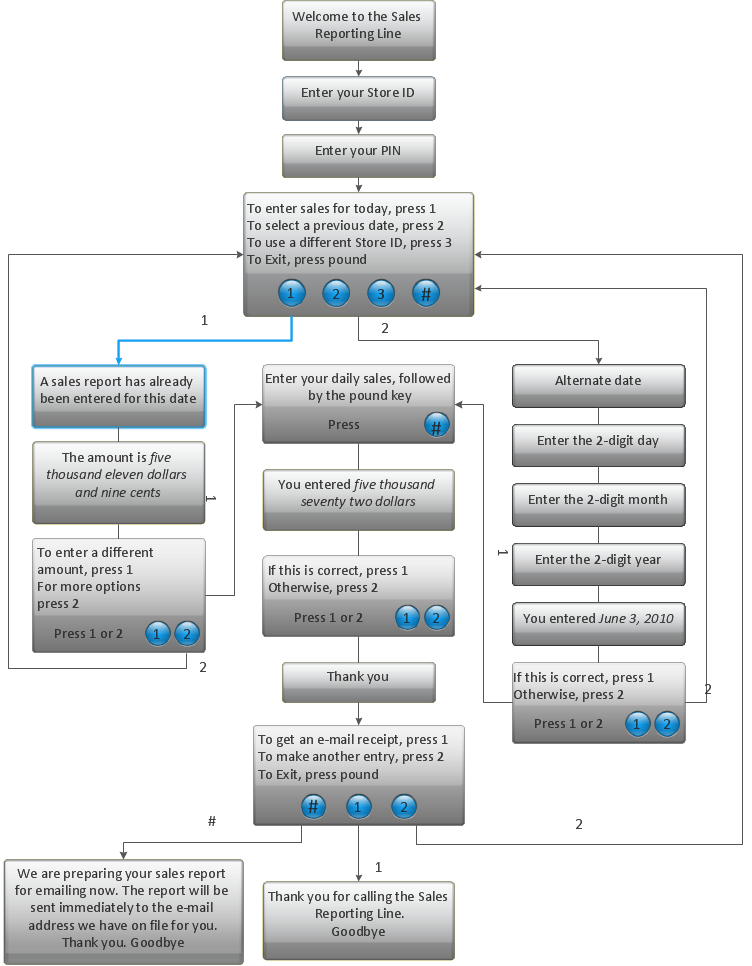 Welcome to the Sales
Reporting Line
Enter your Store ID
Enter your PIN
To enter sales for today, press 1
To select a previous date, press 2
To use a different Store ID, press 3
To Exit, press pound
1 2 3 #
1
2
A sales report has already
been entered for this date
The amount is five
thousand eleven dollars
and nine cents
1
To enter a different
amount, press 1
For more options
press 2
Press 1 or 2 1 2
2
Enter your daily sales, followed
by the pound key
Press #
You entered five thousand
seventy two dollars
If this is correct, press 1
Otherwise, press 2
Press 1 or 2 1 2
Thank you
Alternate date
Enter the 2-digit day
Enter the 2-digit month
1
Enter the 2-digit year
You entered June 3, 2010
If this is correct, press 1
Otherwise, press 2
Press 1 or 2 1 2
2
To get an e-mail receipt, press 1
To make another entry, press 2
To Exit, press pound
# 1 2
#
2
1
We are preparing your sales report
for emailing now. The report will be
sent immediately to the e-mail
address we have on file for you.
Thank you. Goodbye
Thank you for calling the Sales
Reporting Line.
Goodbye